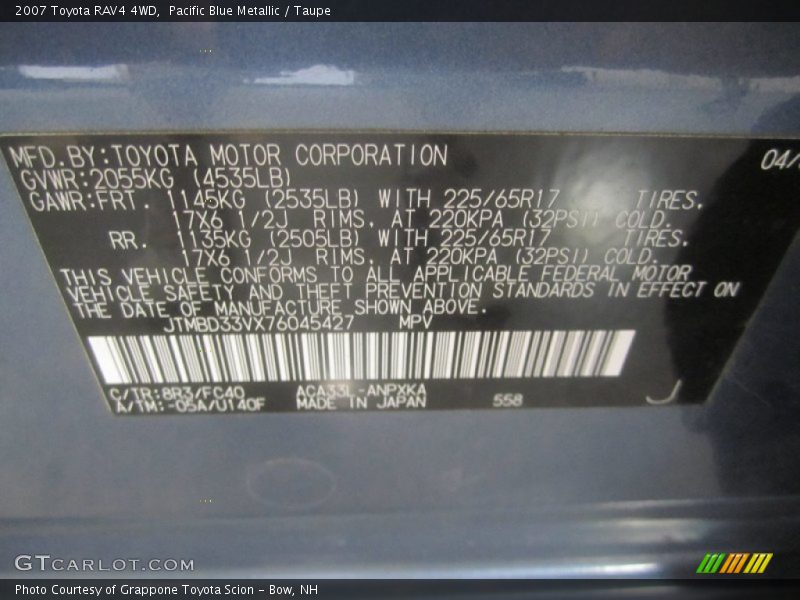 2007 Toyota RAV4 4WD,  Pacific Blue Metallic / Taupe
MFD.BY:TOYOTA MOTOR CORPORATION 04/
GVWR:2055KG (4535LB)
GAWR:FRT. 1145KG (2535LB) WITH 225/65R17 TIRES.
17X6 1/2J RIMS. AT 220KPA (32PSI) COLD.
RR. 1135KG (2505LB) WITH 225/65R17 TIRES.
17X6 1/2J RIMS. AT 220KPA (32PSI) COLD.
THIS VEHICLE CONFORMS TO ALL APPLICABLE FEDERAL MOTOR
VEHICLE SAFETY AND THEFT PREVENTION STANDARDS IN EFFECT ON
THE DATE OF MANUFACTURE SHOWN ABOVE.
JTMBD33VX76045427 MPV
C/TR:8R3/FC40 ACA33L-ANPXKA
A/TM:-05A/U140F MADE IN JAPAN 558 J
GTCARLOT.COM
Photo Courtesy of Grappone Toyota Scion - Bow, NH